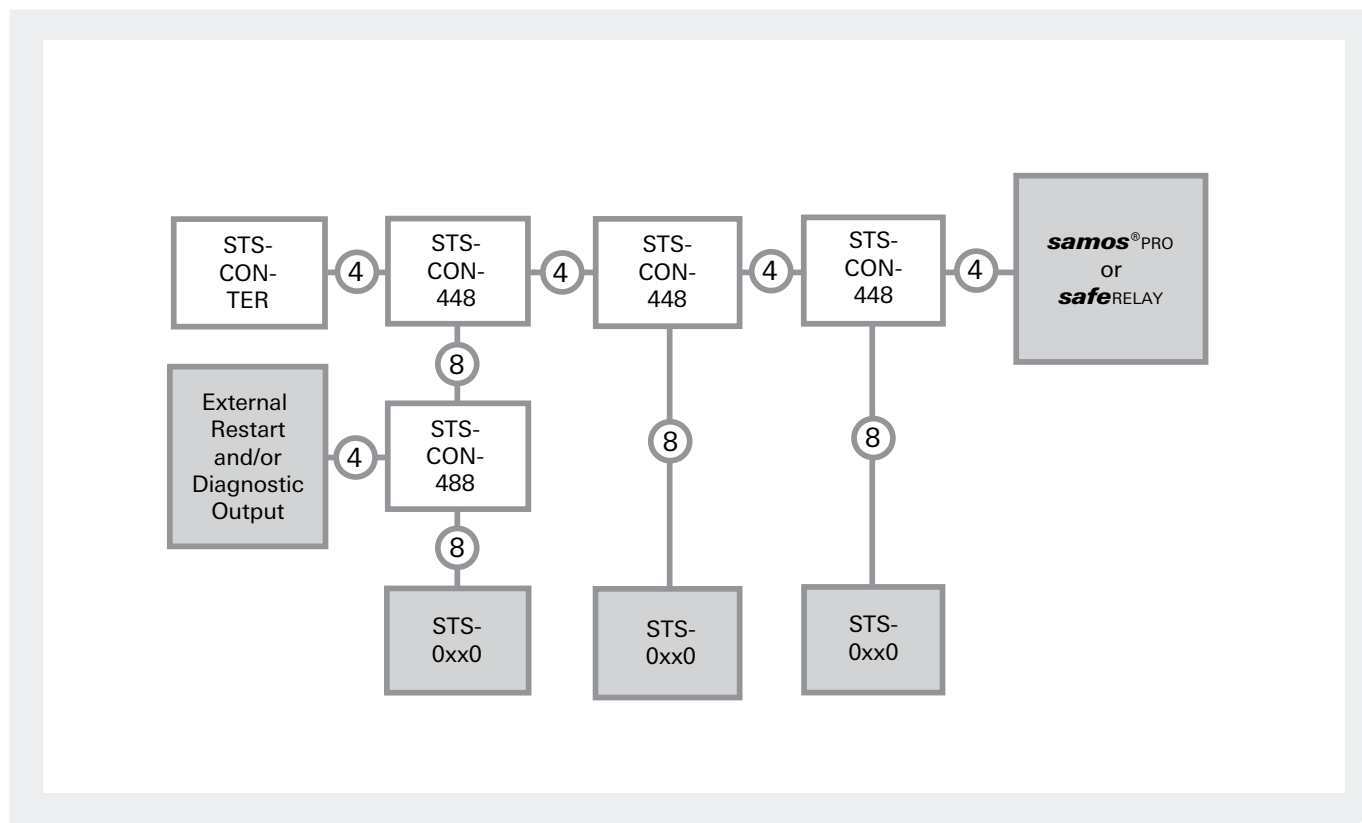 STS-
CON-
TER
4
STS-
CON-
448
4
STS-
CON-
448
4
STS-
CON-
448
4
samos®PRO
or
safeRELAY
8
8
8
External
Restart
and/or
Diagnostic
Output
4
STS-
CON-
488
8
STS-
0xx0
STS-
0xx0
STS-
0xx0